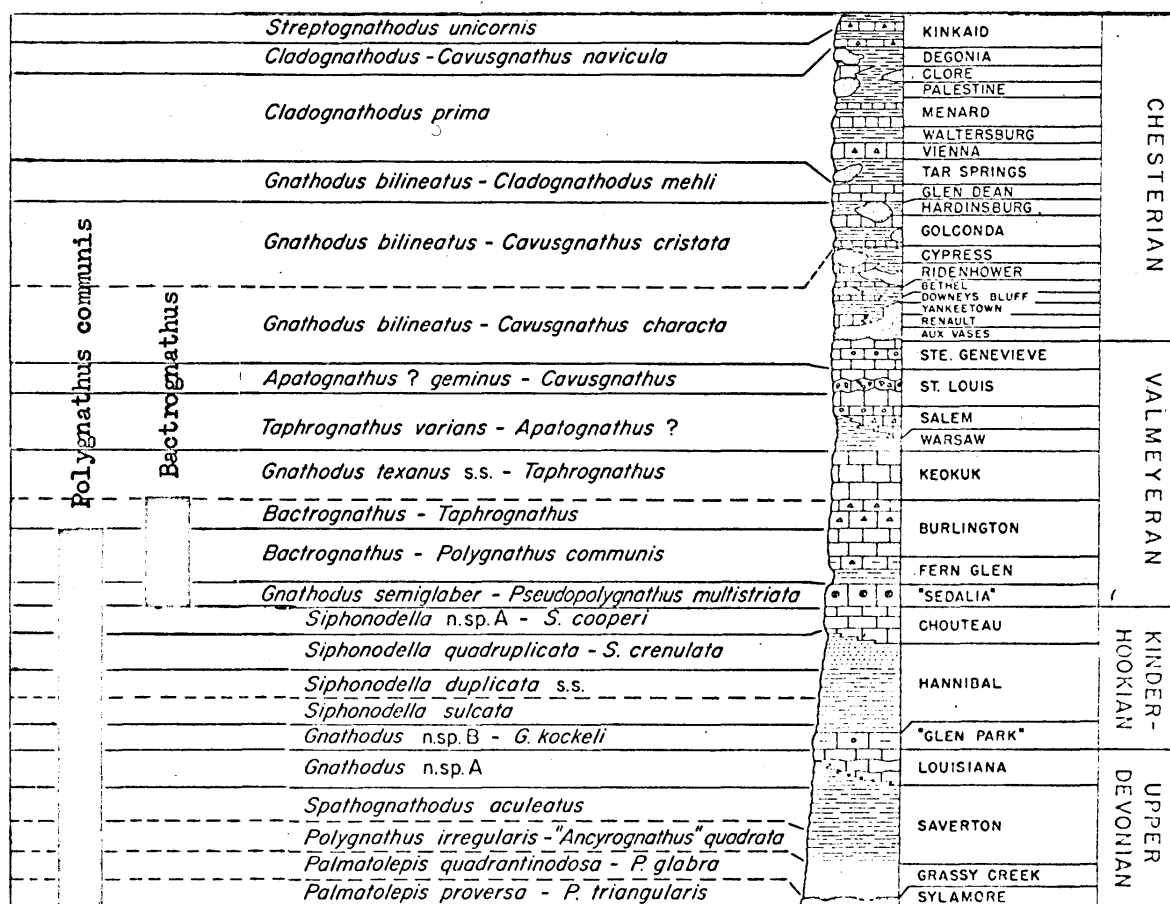 Polygnathus communis
Bactrognathus
Streptognathodus unicornis
Cladognathodus - Cavusgnathus navicula
Cladognathodus prima
Gnathodus bilineatus - Cladognathodus mehli
Gnathodus bilineatus - Cavusgnathus cristata
Gnathodus bilineatus - Cavusgnathus characta
Apatognathus ? geminus - Cavusgnathus
Taphrognathus varians - Apatognathus ?
Gnathodus texanus s.s. - Taphrognathus
Bactrognathus - Taphrognathus
Bactrognathus - Polygnathus communis
Gnathodus semiglaber - Pseudopolygnathus multistriata
Siphonodella n.sp. A - S. cooperi
Siphonodella quadruplicata - S. crenulata
Siphonodella duplicata s.s.
Siphonodella sulcata
Gnathodus n.sp. B - G. kockeli
Gnathodus n.sp. A
Spathognathodus aculeatus
Polygnathus irregularis - "Ancyrognathus" quadrata
Palmatolepis quadrantinodosa - P. glabra
Palmatolepis proversa - P. triangularis
KINKAID
DEGONIA
CLORE
PALESTINE
MENARD
WALTERSBURG
VIENNA
TAR SPRINGS
GLEN DEAN
HARDINSBURG
GOLCONDA
CYPRESS
RIDENHOWER
BETHEL
DOWNEYS BLUFF
YANKEETOWN
RENAULT
AUX VASES
STE. GENEVIEVE
ST. LOUIS
SALEM
WARSAW
KEOKUK
BURLINGTON
FERN GLEN
"SEDALIA"
CHOUTEAU
HANNIBAL
"GLEN PARK"
LOUISIANA
SAVERTON
GRASSY CREEK
SYLAMORE
CHESTERIAN
VALMEYERAN
KINDER-
HOOKIAN
UPPER
DEVONIAN